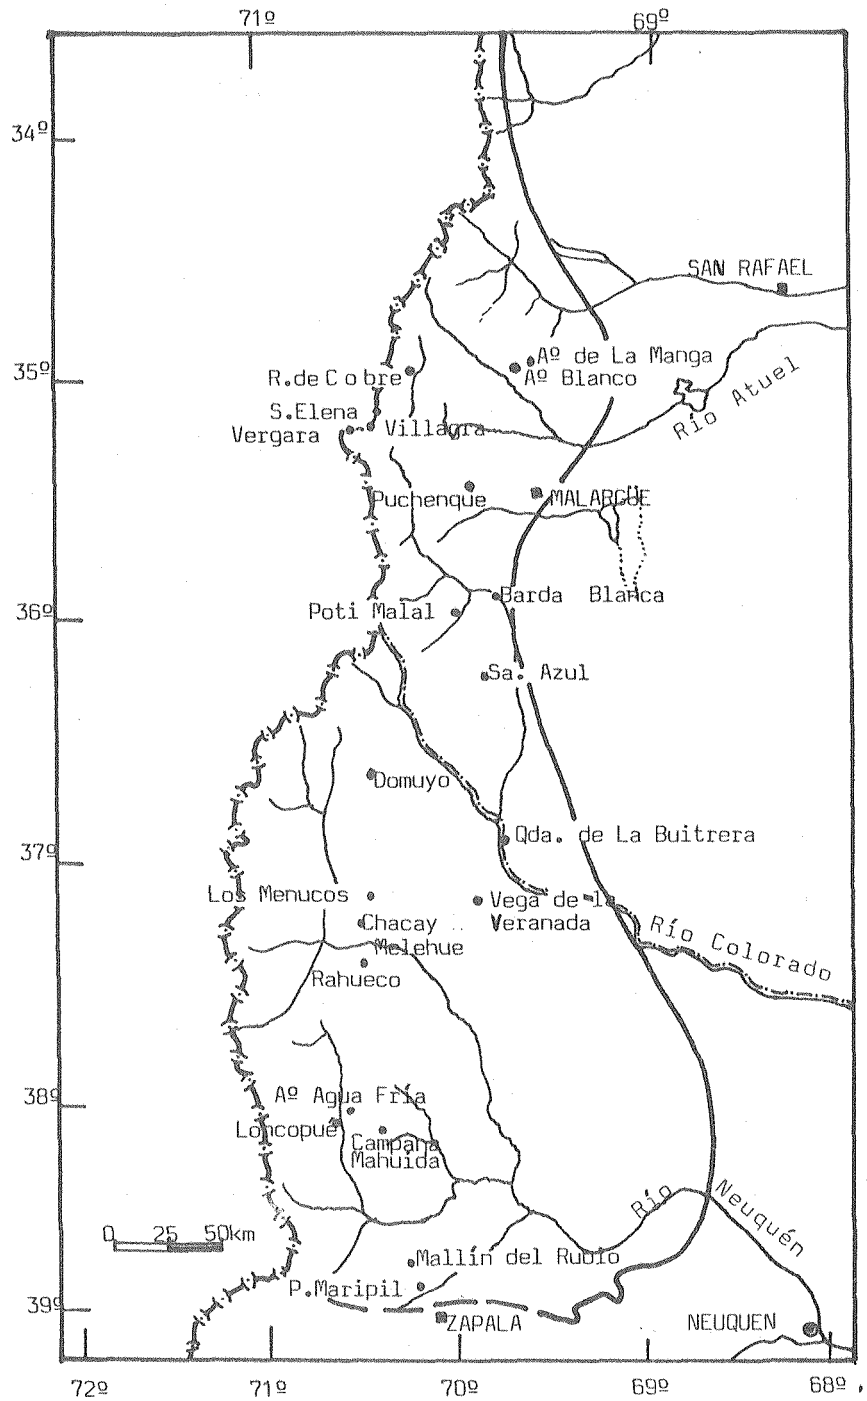 71º
69º
34º
SAN RAFAEL
Aº de La Manga
Aº Blanco
35º
R.de Cobre
Río Atuel
S.Elena
Vergara
Villagra
Puchenque
MALARGÜE
Barda Blanca
36º
Poti Malal
Sa. Azul
Domuyo
Qda. de La Buitrera
37º
Los Menucos
Vega de la
Veranada
Chacay
Melehue
Río Colorado
Rahueco
38º
Aº Agua Fría
Loncopué
Campana
Mahuida
Río Neuquén
0 25 50km
Mallín del Rubio
P.Maripil
39º
ZAPALA
NEUQUEN
72º
71º
70º
69º
68º